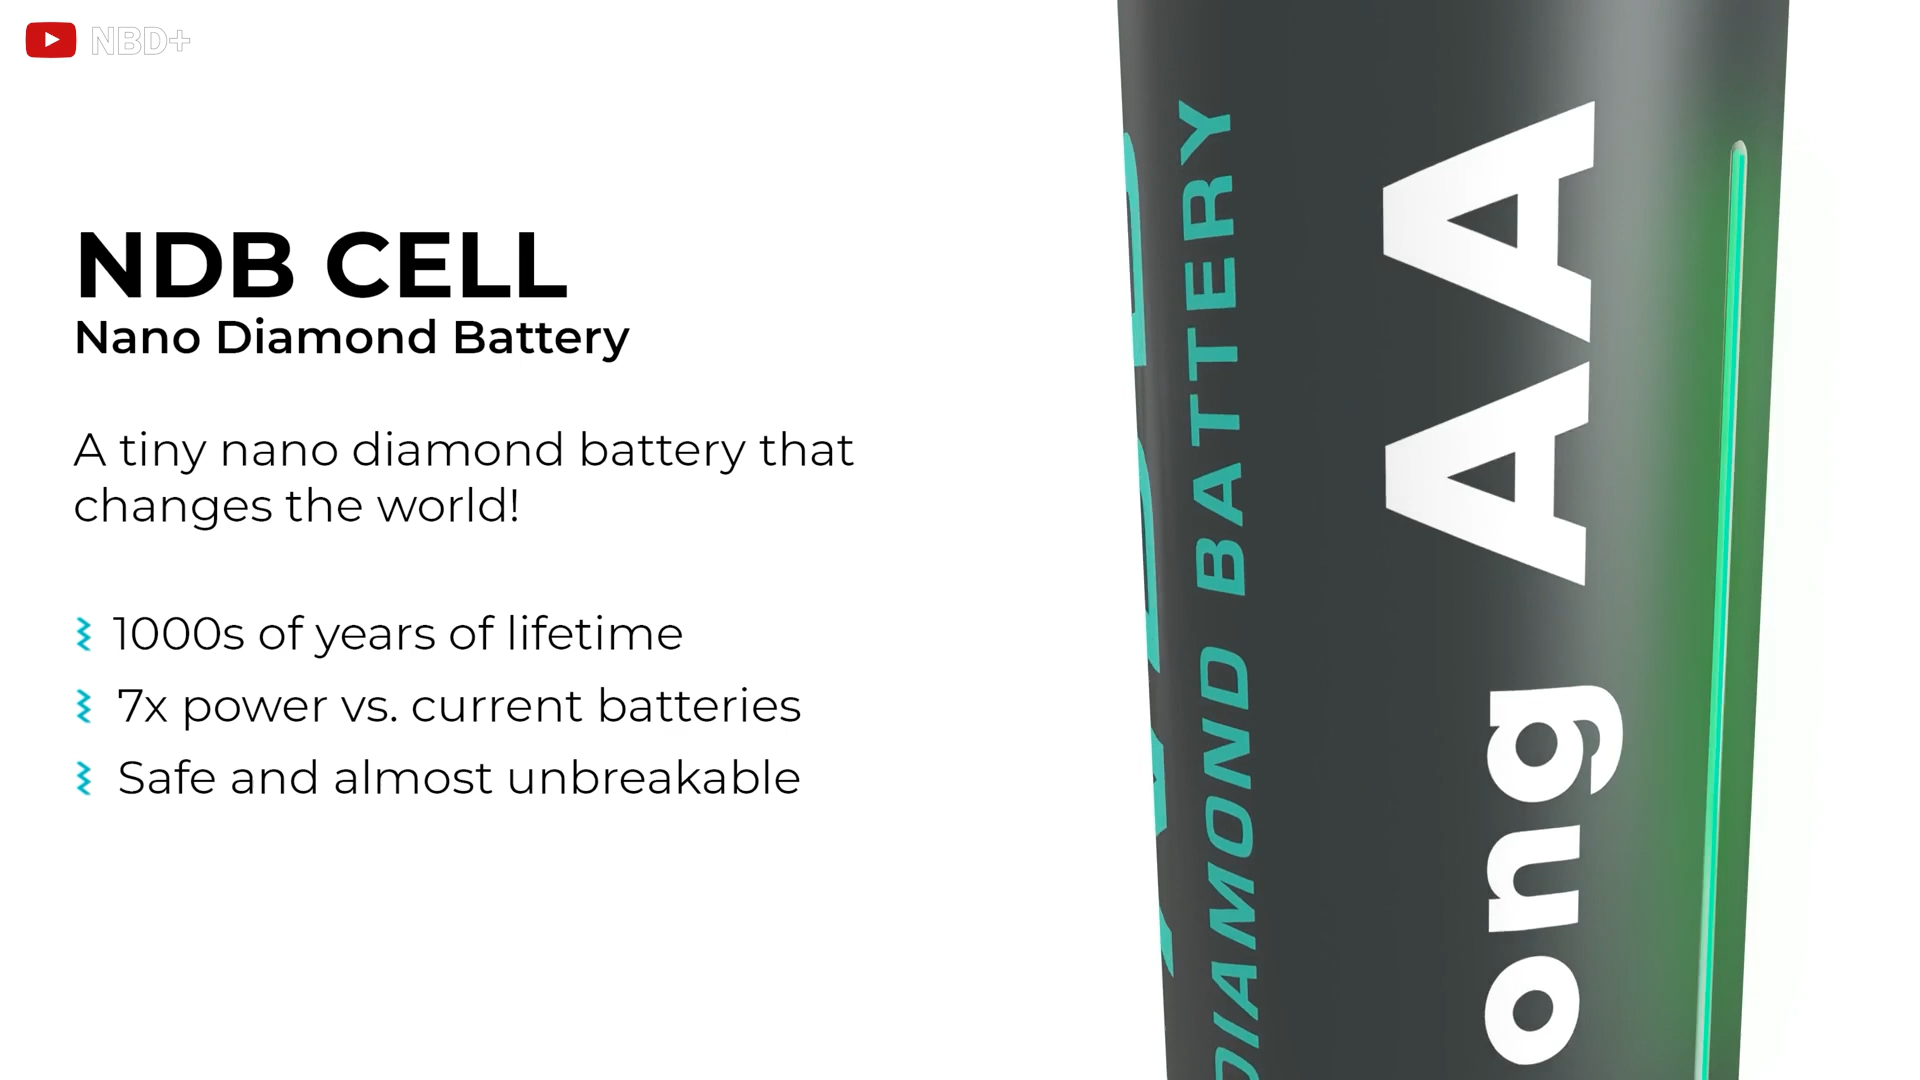 NBD+
NDB CELL
Nano Diamond Battery
A tiny nano diamond battery that
changes the world!
1000s of years of lifetime
7x power vs. current batteries
Safe and almost unbreakable
DIAMOND BATTERY
ong AA